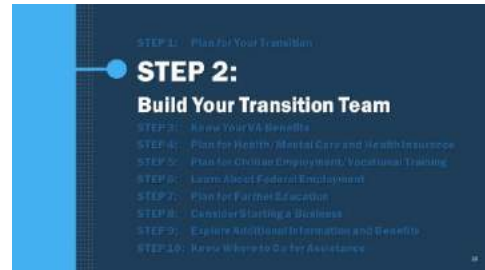 STEP 1: Plan for Your Transition
STEP 2:
Build Your Transition Team
STEP 3: Know Your VA Benefits
STEP 4: Plan for Health/Mental Care and Health Insurance
STEP 5: Plan for Civilian Employment/Vocational Training
STEP 6: Learn About Federal Employment
STEP 7: Plan for Further Education
STEP 8: Consider Starting a Business
STEP 9: Explore Additional Information and Benefits
STEP 10: Know Where to Go for Assistance